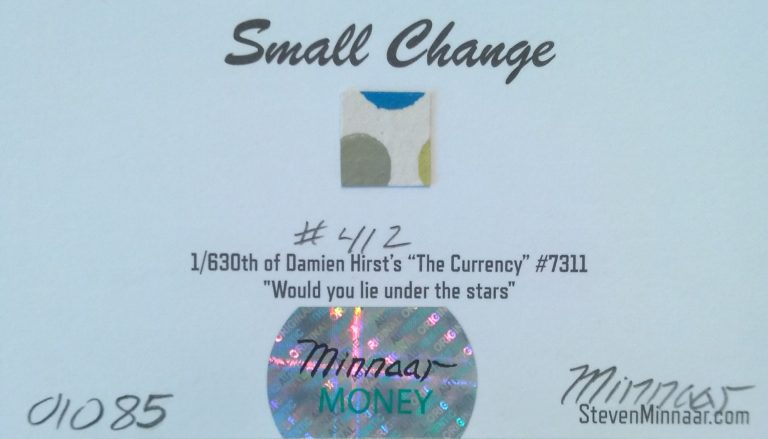 Small Change
#412
1/630th of Damien Hirst's “The Currency” #7311
"Would you lie under the stars"
Minnaar
MONEY
01085
Minnaar
StevenMinnaar.com